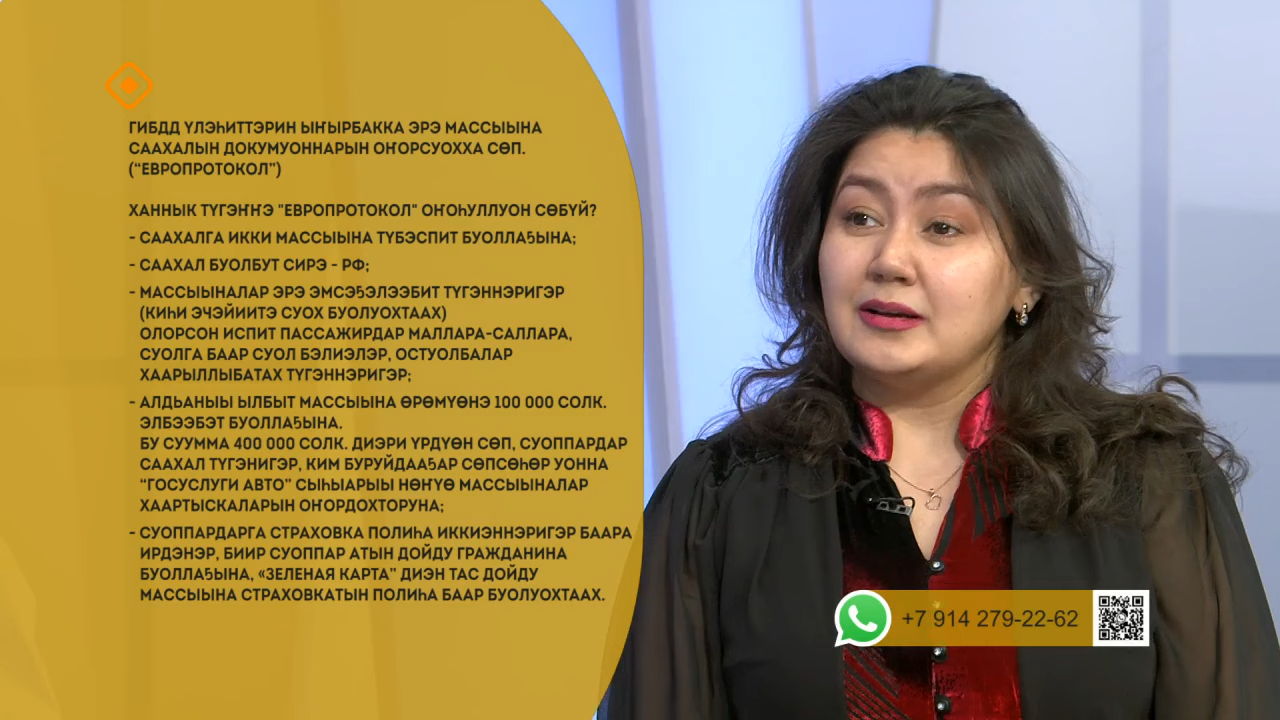 ГИБДД ҮЛЭҺИТТЭРИН ЫҤЫРБАККА ЭРЭ МАССЫЫНА
СААХАЛЫН ДОКУМУОННАРЫН ОҤОРСУОХХА СӨП.
("ЕВРОПРОТОКОЛ")
ХАННЫК ТҮГЭҤҤЭ "ЕВРОПРОТОКОЛ" ОҤОҺУЛЛУОН СӨБҮЙ?
- СААХАЛГА ИККИ МАССЫЫНА ТҮБЭСПИТ БУОЛЛАҔЫНА;
- СААХАЛ БУОЛБУТ СИРЭ - РФ;
- МАССЫЫНАЛАР ЭРЭ ЭМСЭҔЭЛЭЭБИТ ТҮГЭННЭРИГЭР
(КИҺИ ЭЧЭЙИИТЭ СУОХ БУОЛУОХТААХ)
ОЛОРСОН ИСПИТ ПАССАЖИРДАР МАЛЛАРА-САЛЛАРА,
СУОЛГА БААР СУОЛ БЭЛИЭЛЭР, ОСТУОЛБАЛАР
ХААРЫЛЛЫБАТАХ ТҮГЭННЭРИГЭР;
- АЛДЬАНЫЫ ЫЛБЫТ МАССЫЫНА ӨРӨМҮӨНЭ 100 000 СОЛК.
ЭЛБЭЭБЭТ БУОЛЛАҔЫНА.
БУ СУУММА 400 000 СОЛК. ДИЭРИ ҮРДҮӨН СӨП, СУОППАРДАР
СААХАЛ ТҮГЭНИГЭР, КИМ БУРУЙДААҔАР СӨПСӨҺӨР УОННА
"ГОСУСЛУГИ АВТО" СЫҺЫАРЫЫ НӨҤҮӨ МАССЫЫНАЛАР
ХААРТЫСКАЛАРЫН ОҤОРДОХТОРУНА;
- СУОППАРДАРГА СТРАХОВКА ПОЛИҺА ИККИЭННЭРИГЭР БААРА
ИРДЭНЭР, БИИР СУОППАР АТЫН ДОЙДУ ГРАЖДАНИНА
БУОЛЛАҔЫНА, «ЗЕЛЕНАЯ КАРТА" ДИЭН ТАС ДОЙДУ
МАССЫЫНА СТРАХОВКАТЫН ПОЛИҺА БААР БУОЛУОХТААХ.
+7 914 279-22-62